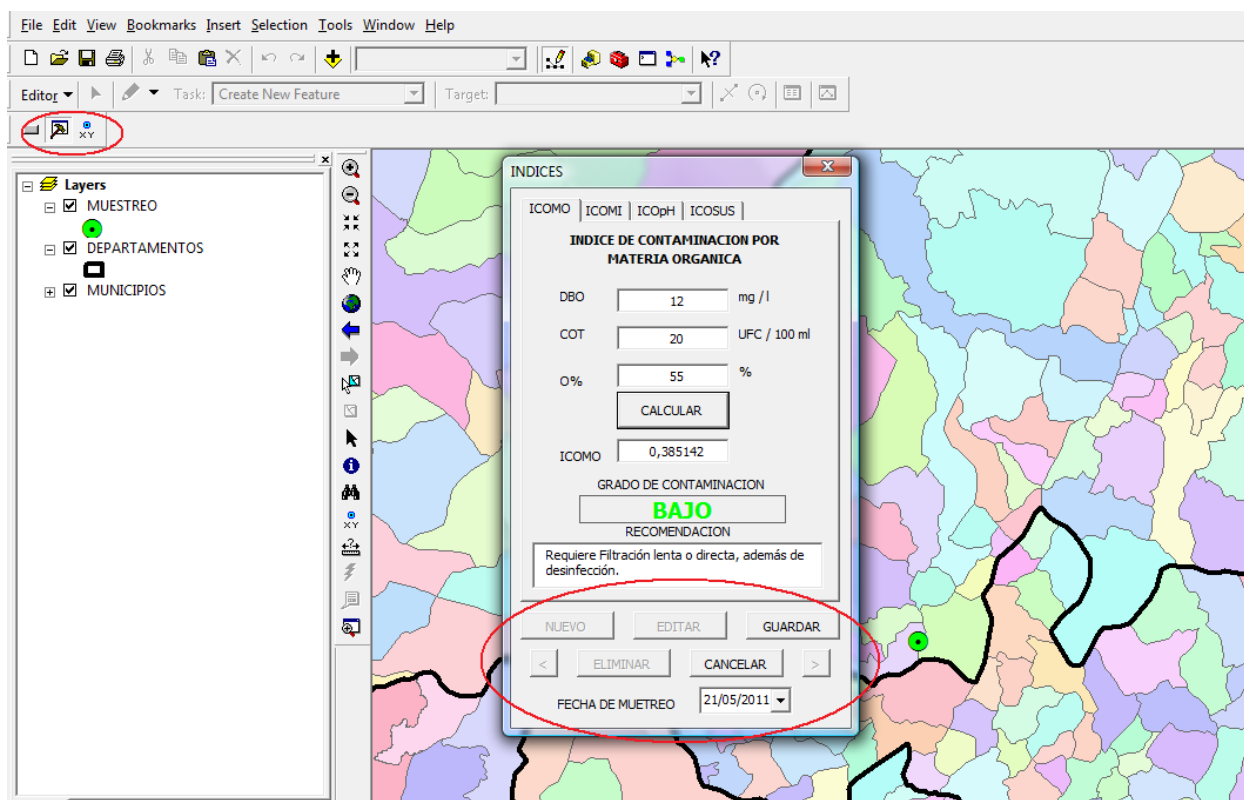 File Edit View Bookmarks Insert Selection Tools Window Help
Editor Task: Create New Feature Target:
XY
Layers
MUESTREO
DEPARTAMENTOS
MUNICIPIOS
XY
INDICES
ICOMO ICOMI ICOpH ICOSUS
INDICE DE CONTAMINACION POR
MATERIA ORGANICA
DBO 12 mg / l
COT 20 UFC / 100 ml
O% 55 %
CALCULAR
ICOMO 0,385142
GRADO DE CONTAMINACION
BAJO
RECOMENDACION
Requiere Filtración lenta o directa, además de
desinfección.
NUEVO EDITAR GUARDAR
< ELIMINAR CANCELAR >
FECHA DE MUETREO 21/05/2011